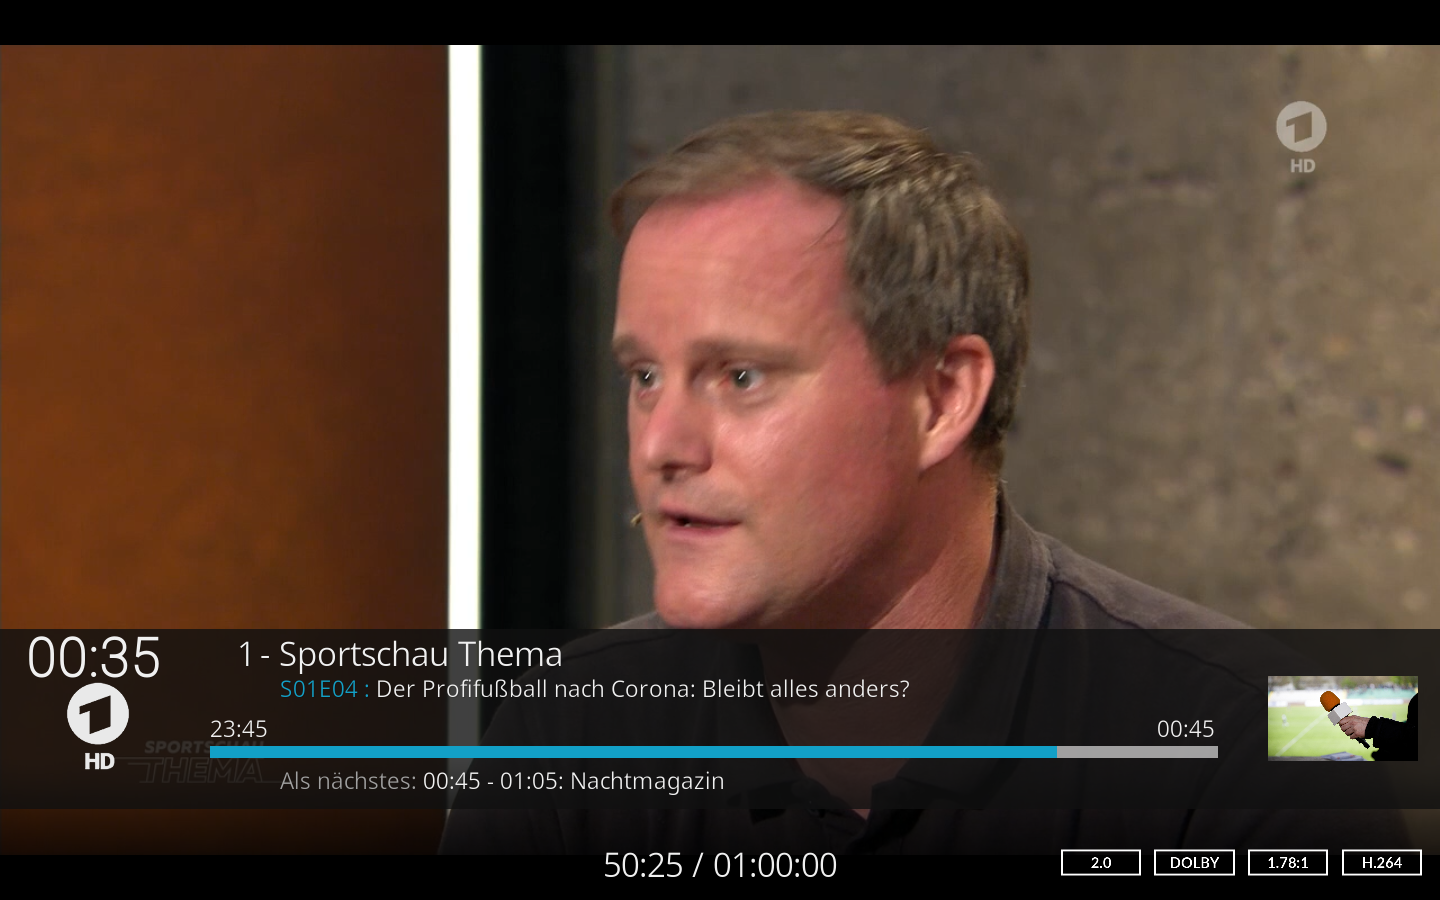 HD
00:35
1 - Sportschau Thema
S01E04 : Der Profifußball nach Corona: Bleibt alles anders?
23:45
00:45
HD
SPORTSCHAU
THEMA
Als nächstes: 00:45 - 01:05: Nachtmagazin
50:25 / 01:00:00
2.0
DOLBY
1.78:1
H.264